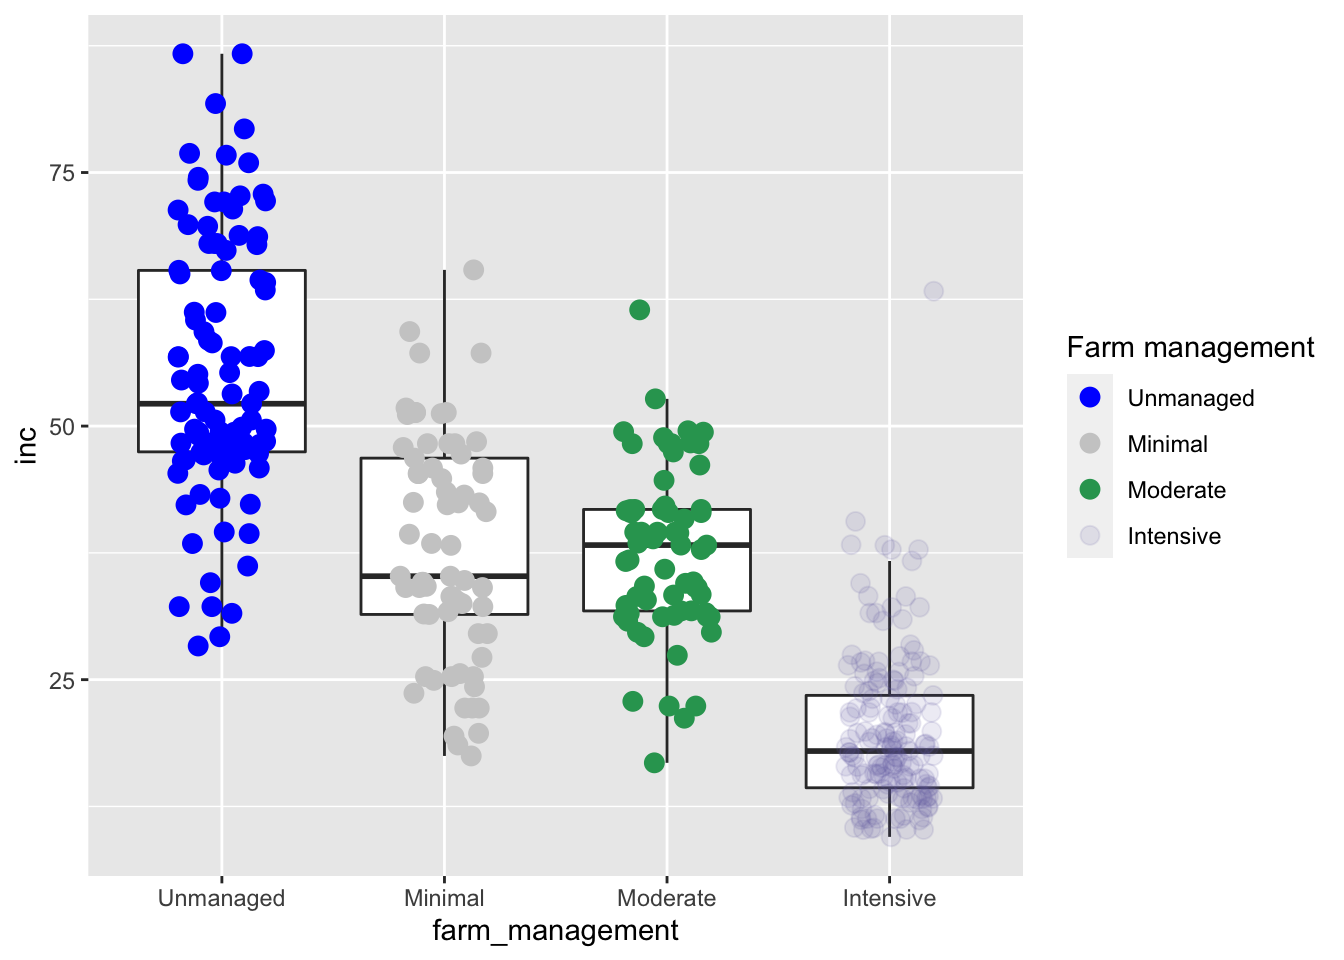 inc
75
50
25
Unmanaged
Minimal
Moderate
Intensive
farm_management
Farm management
Unmanaged
Minimal
Moderate
Intensive